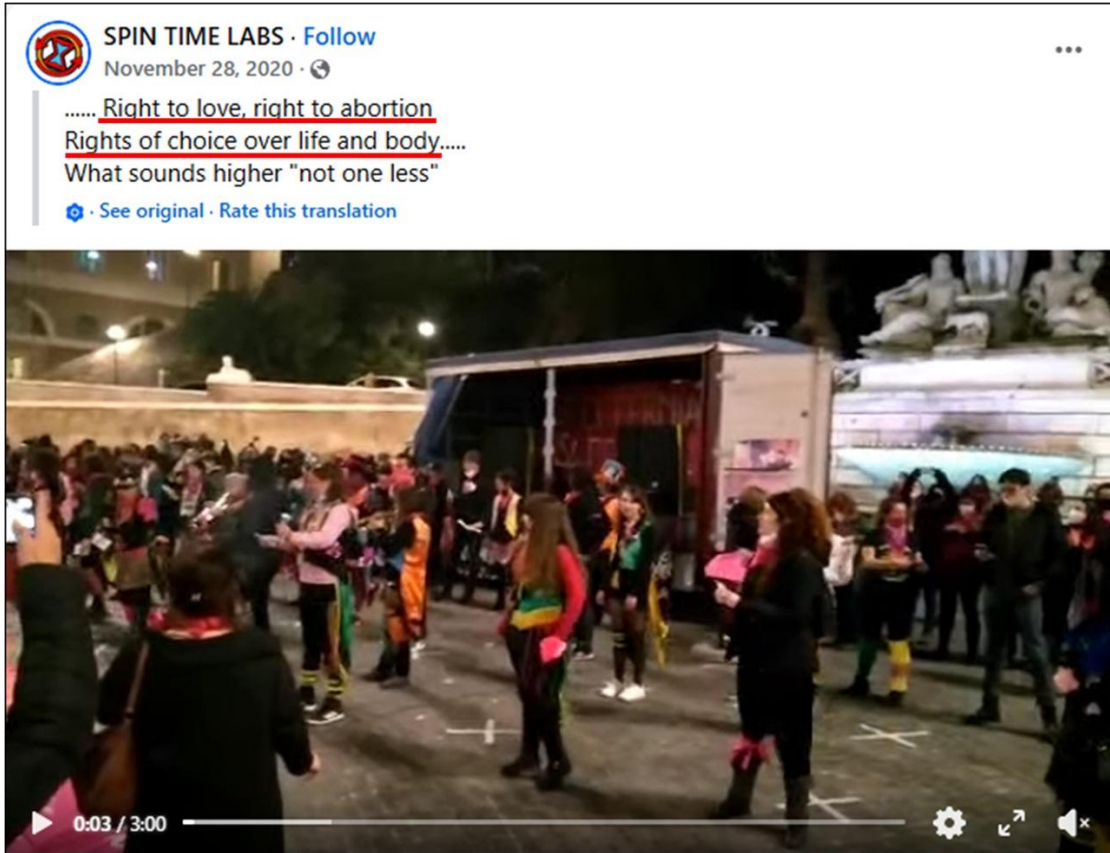 SPIN TIME LABS · Follow
November 28, 2020 ·
...... Right to love, right to abortion
Rights of choice over life and body.....
What sounds higher "not one less"
· See original · Rate this translation
0:03 / 3:00